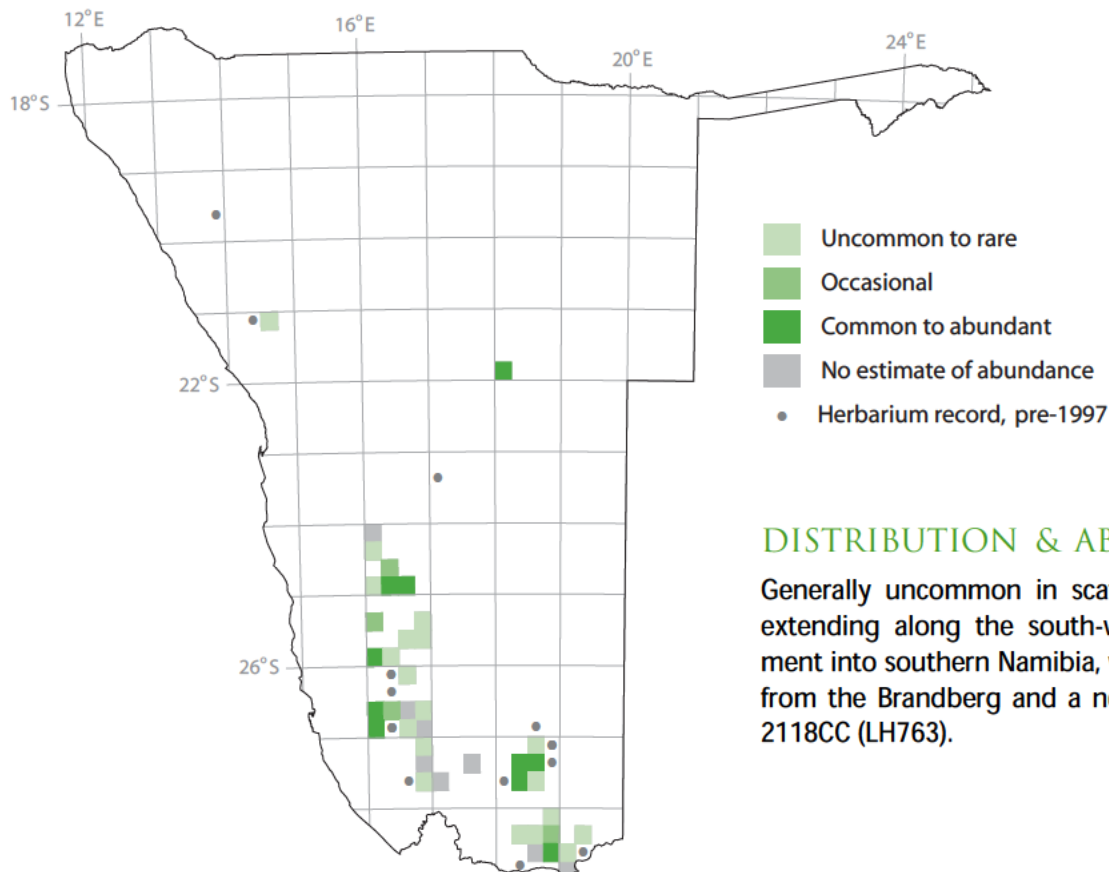 12°E
16°E
20°E
24°E
18°S
22°S
26°S
Uncommon to rare
Occasional
Common to abundant
No estimate of abundance
Herbarium record, pre-1997
DISTRIBUTION & AB
Generally uncommon in sca
extending along the south-w
ment into southern Namibia,
from the Brandberg and a n
2118CC (LH763).